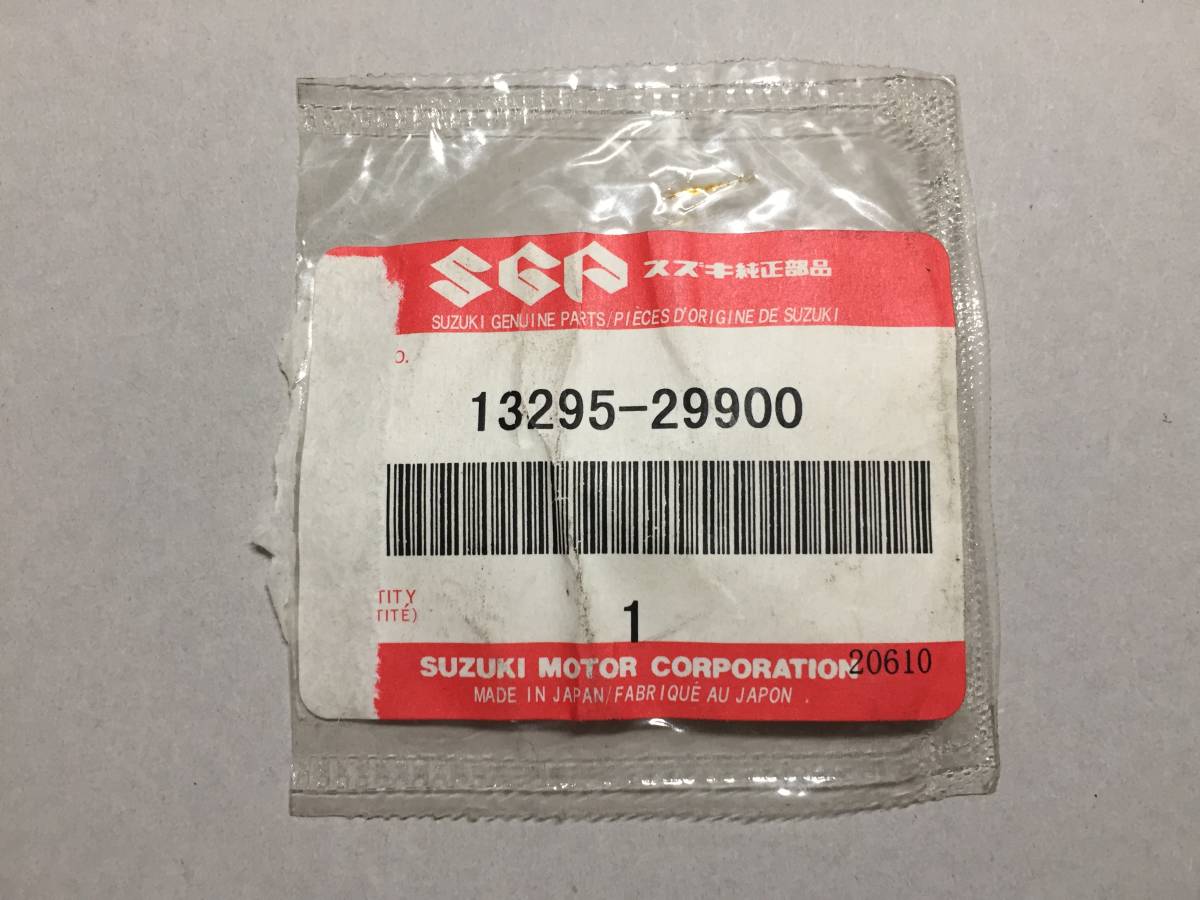 SGP スズキ純正部品
SUZUKI GENUINE PARTS/PIÈCES D'ORIGINE DE SUZUKI
O.
13295-29900
TITY
TITÉ)
1
SUZUKI MOTOR CORPORATION 20610
MADE IN JAPAN/FABRIQUÉ AU JAPON .